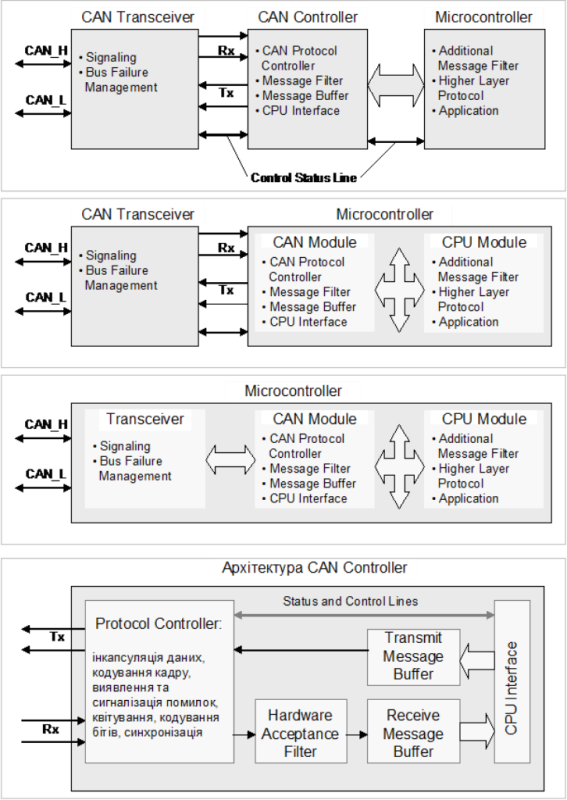 CAN Transceiver
CAN Controller
Microcontroller
CAN_H
CAN_L
• Signaling
• Bus Failure
Management
Rx
Tx
• CAN Protocol
Controller
• Message Filter
• Message Buffer
• CPU Interface
• Additional
Message Filter
• Higher Layer
Protocol
• Application
Control Status Line
CAN Transceiver
Microcontroller
CAN_H
CAN_L
• Signaling
• Bus Failure
Management
Rx
Tx
CAN Module
• CAN Protocol
Controller
• Message Filter
• Message Buffer
• CPU Interface
CPU Module
• Additional
Message Filter
• Higher Layer
Protocol
• Application
Microcontroller
CAN_H
CAN_L
Transceiver
• Signaling
• Bus Failure
Management
CAN Module
• CAN Protocol
Controller
• Message Filter
• Message Buffer
• CPU Interface
CPU Module
• Additional
Message Filter
• Higher Layer
Protocol
• Application
Архітектура CAN Controller
Tx
Rx
Protocol Controller:
інкапсуляція даних,
кодування кадру,
виявлення та
сигналізація помилок,
квітування, кодування
бігів, синхронізація
Status and Control Lines
Transmit
Message
Buffer
Hardware
Acceptance
Filter
Receive
Message
Buffer
CPU Interface